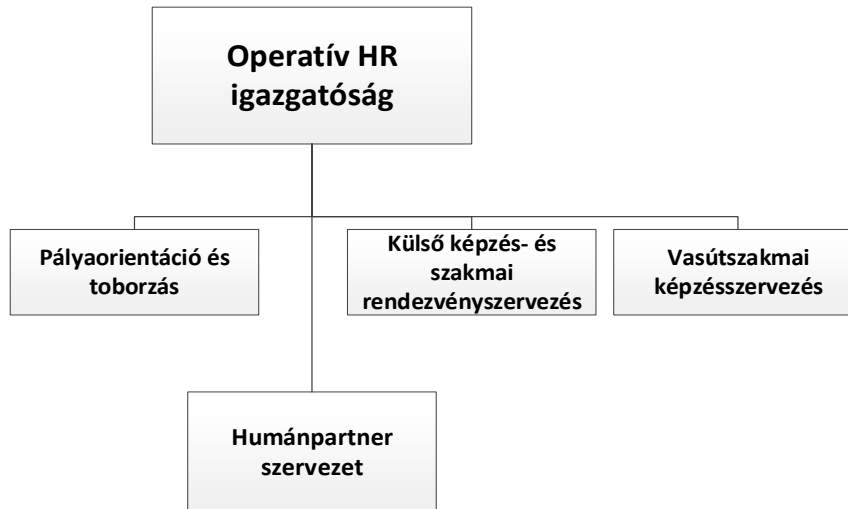 Operatív HR
igazgatóság
Pályaorientáció és
toborzás
Külső képzés- és
szakmai
rendezvényszervezés
Vasútszakmai
képzésszervezés
Humánpartner
szervezet